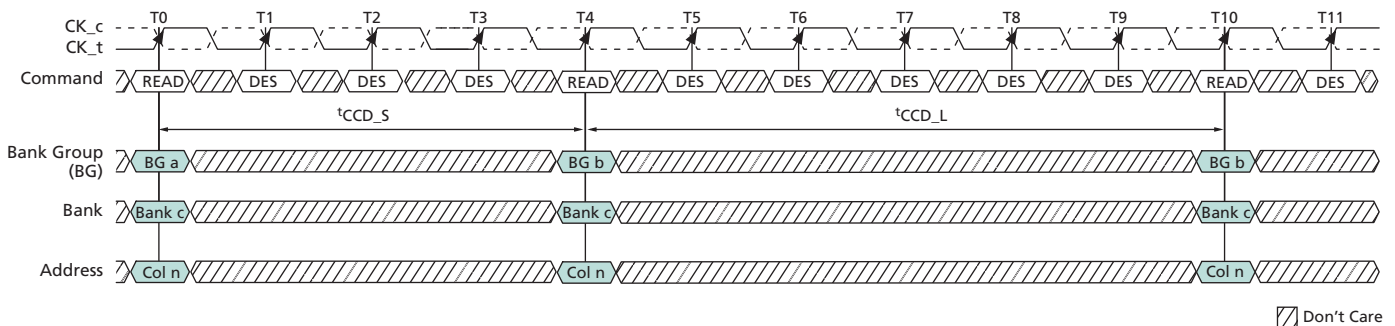 T0 T1 T2 T3 T4 T5 T6 T7 T8 T9 T10 T11
CK_c
CK_t
Command READ DES DES DES READ DES DES DES DES DES READ DES
tCCD_S tCCD_L
Bank Group (BG) BG a BG b BG b
Bank Bank c Bank c Bank c
Address Col n Col n Col n
Don't Care